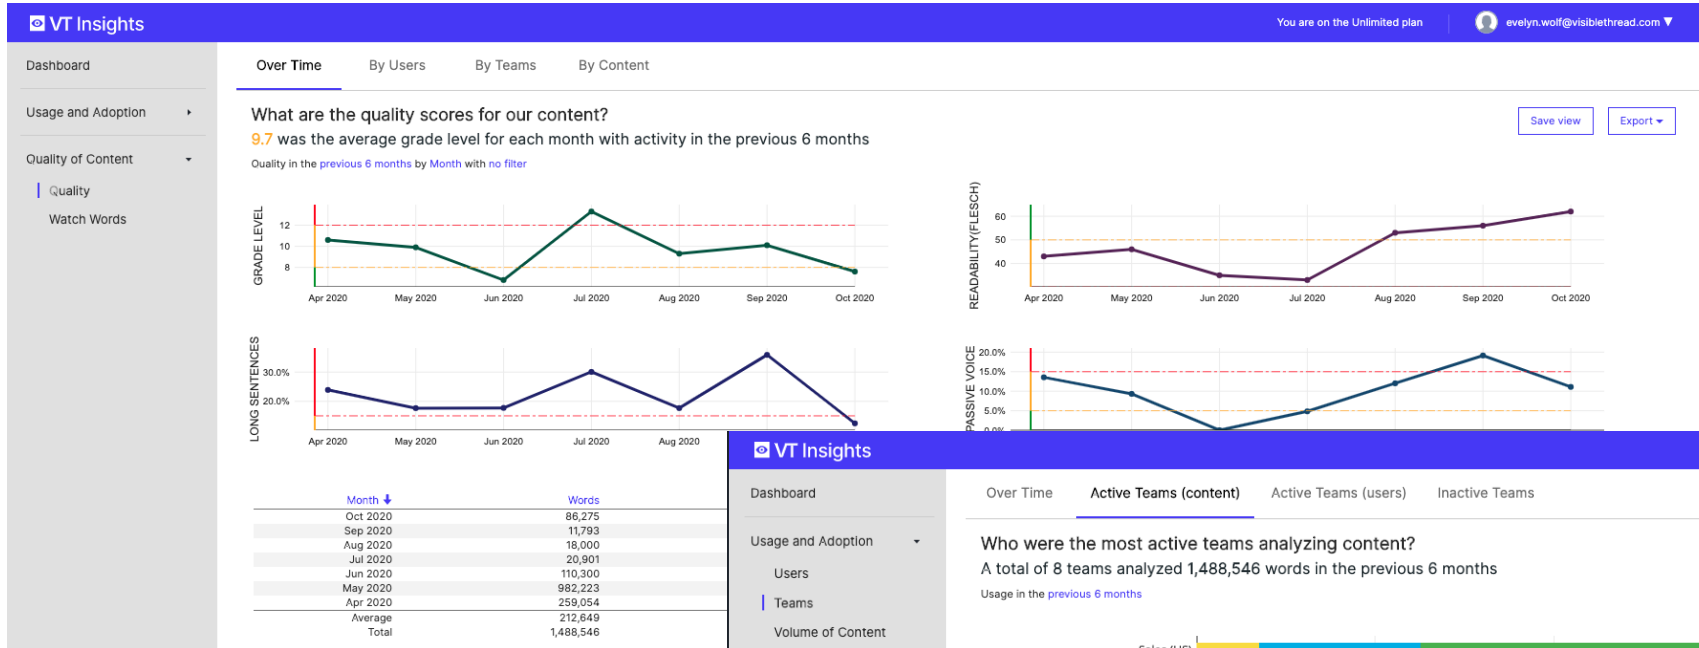 VT Insights
You are on the Unlimited plan
evelyn.wolf@visiblethread.com
Dashboard
Usage and Adoption
Quality of Content
Quality
Watch Words
Over Time By Users By Teams By Content
What are the quality scores for our content?
9.7 was the average grade level for each month with activity in the previous 6 months
Quality in the previous 6 months by Month with no filter
Save view
Export
GRADE LEVEL
12
10
8
Apr 2020 May 2020 Jun 2020 Jul 2020 Aug 2020 Sep 2020 Oct 2020
READABILITY(FLESCH)
60
50
40
Apr 2020 May 2020 Jun 2020 Jul 2020 Aug 2020 Sep 2020 Oct 2020
LONG SENTENCES
30.0%
20.0%
Apr 2020 May 2020 Jun 2020 Jul 2020 Aug 2020
PASSIVE VOICE
20.0%
15.0%
10.0%
5.0%
0.0%
Month Words
Oct 2020 86,275
Sep 2020 11,793
Aug 2020 18,000
Jul 2020 20,901
Jun 2020 110,300
May 2020 982,223
Apr 2020 259,054
Average 212,649
Total 1,488,546
VT Insights
Dashboard
Usage and Adoption
Users
Teams
Volume of Content
Over Time Active Teams (content) Active Teams (users) Inactive Teams
Who were the most active teams analyzing content?
A total of 8 teams analyzed 1,488,546 words in the previous 6 months
Usage in the previous 6 months
Sales (US)